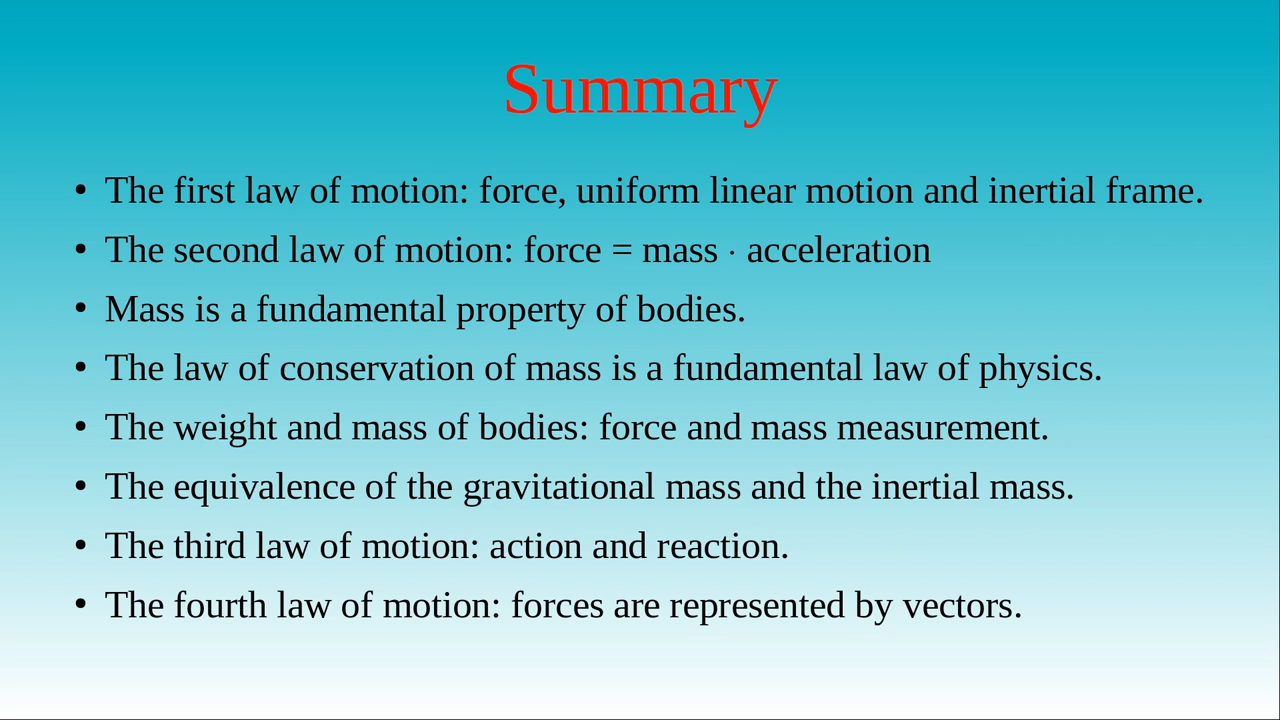 Summary
• The first law of motion: force, uniform linear motion and inertial frame.
• The second law of motion: force = mass · acceleration
• Mass is a fundamental property of bodies.
• The law of conservation of mass is a fundamental law of physics.
• The weight and mass of bodies: force and mass measurement.
• The equivalence of the gravitational mass and the inertial mass.
• The third law of motion: action and reaction.
• The fourth law of motion: forces are represented by vectors.